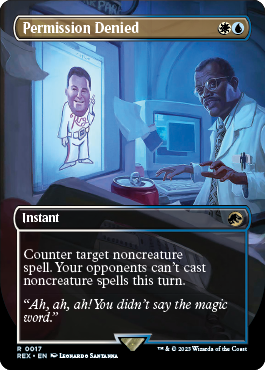 Permission Denied
Instant
Counter target noncreature
spell. Your opponents can't cast
noncreature spells this turn.
“Ah, ah, ah! You didn't say the magic
word.”
R 0017
REX • EN Leonardo Santanna
™ & © 2023 Wizards of the Coast